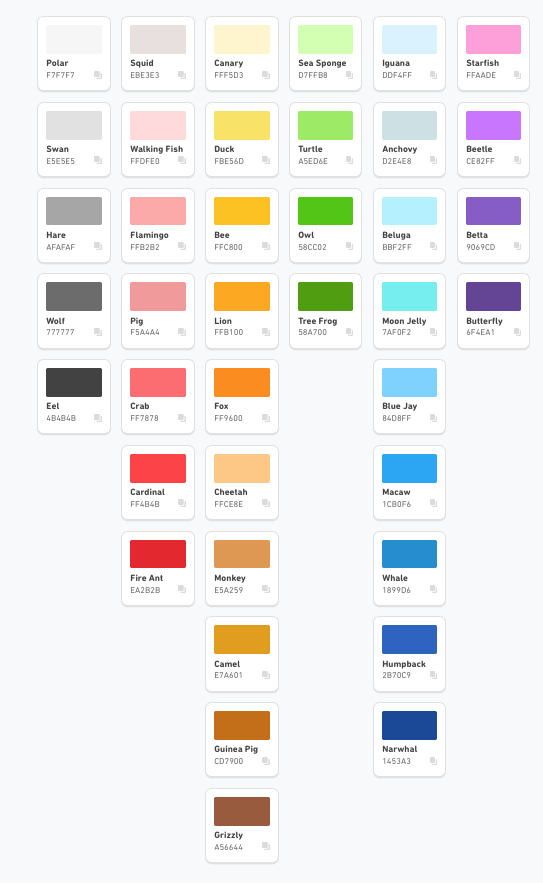 Polar
F7F7F7
Squid
EBE3E3
Canary
FFF5D3
Sea Sponge
D7FFB8
Iguana
DDF4FF
Starfish
FFAADE
Swan
E5E5E5
Walking Fish
FFDFE0
Duck
FBE56D
Turtle
A5ED6E
Anchovy
D2E4E8
Beetle
CE82FF
Hare
AFAFAF
Flamingo
FFB2B2
Bee
FFC800
Owl
58CC02
Beluga
BBF2FF
Betta
9069CD
Wolf
777777
Pig
F5A4A4
Lion
FFB100
Tree Frog
58A700
Moon Jelly
7AF0F2
Butterfly
6F4EA1
Eel
4B4B4B
Crab
FF7878
Fox
FF9600
Blue Jay
84D8FF
Cardinal
FF4B4B
Cheetah
FFCE8E
Macaw
1CB0F6
Fire Ant
EA2B2B
Monkey
E5A259
Whale
1899D6
Camel
E7A601
Humpback
2B70C9
Guinea Pig
CD7900
Narwhal
1453A3
Grizzly
A56644